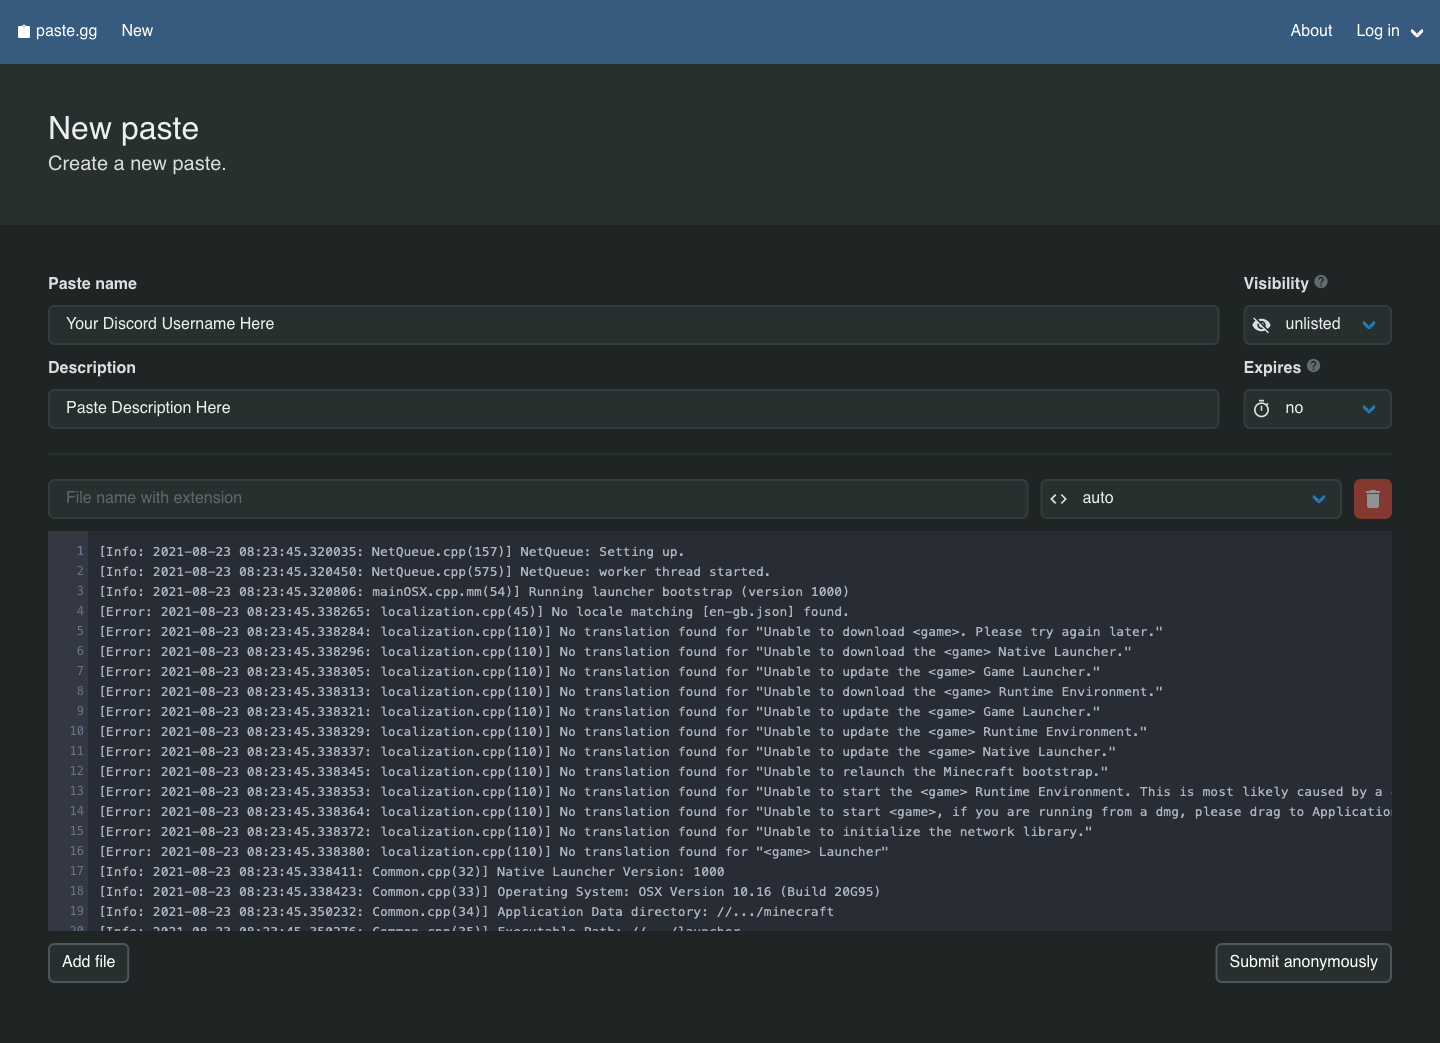 paste.gg New About Log in
New paste
Create a new paste.
Paste name Visibility ?
Your Discord Username Here unlisted
Description Expires ?
Paste Description Here no
File name with extension <> auto
1 [Info: 2021-08-23 08:23:45.320035: NetQueue.cpp(157)] NetQueue: Setting up.
2 [Info: 2021-08-23 08:23:45.320450: NetQueue.cpp(575)] NetQueue: worker thread started.
3 [Info: 2021-08-23 08:23:45.320806: mainOSX.cpp.mm(54)] Running launcher bootstrap (version 1000)
4 [Error: 2021-08-23 08:23:45.338265: localization.cpp(45)] No locale matching [en-gb.json] found.
5 [Error: 2021-08-23 08:23:45.338284: localization.cpp(110)] No translation found for "Unable to download <game>. Please try again later."
6 [Error: 2021-08-23 08:23:45.338296: localization.cpp(110)] No translation found for "Unable to download the <game> Native Launcher."
7 [Error: 2021-08-23 08:23:45.338305: localization.cpp(110)] No translation found for "Unable to update the <game> Game Launcher."
8 [Error: 2021-08-23 08:23:45.338313: localization.cpp(110)] No translation found for "Unable to download the <game> Runtime Environment."
9 [Error: 2021-08-23 08:23:45.338321: localization.cpp(110)] No translation found for "Unable to update the <game> Game Launcher."
10 [Error: 2021-08-23 08:23:45.338329: localization.cpp(110)] No translation found for "Unable to update the <game> Runtime Environment."
11 [Error: 2021-08-23 08:23:45.338337: localization.cpp(110)] No translation found for "Unable to update the <game> Native Launcher."
12 [Error: 2021-08-23 08:23:45.338345: localization.cpp(110)] No translation found for "Unable to relaunch the Minecraft bootstrap."
13 [Error: 2021-08-23 08:23:45.338353: localization.cpp(110)] No translation found for "Unable to start the <game> Runtime Environment. This is most likely caused by a
14 [Error: 2021-08-23 08:23:45.338364: localization.cpp(110)] No translation found for "Unable to start <game>, if you are running from a dmg, please drag to Application
15 [Error: 2021-08-23 08:23:45.338372: localization.cpp(110)] No translation found for "Unable to initialize the network library."
16 [Error: 2021-08-23 08:23:45.338380: localization.cpp(110)] No translation found for "<game> Launcher"
17 [Info: 2021-08-23 08:23:45.338411: Common.cpp(32)] Native Launcher Version: 1000
18 [Info: 2021-08-23 08:23:45.338423: Common.cpp(33)] Operating System: OSX Version 10.16 (Build 20G95)
19 [Info: 2021-08-23 08:23:45.350232: Common.cpp(34)] Application Data directory: //.../minecraft
20 [Info: 2021-08-23 08:23:45.350276: Common.cpp(35)] Executable Path: //.../launcher
Add file Submit anonymously